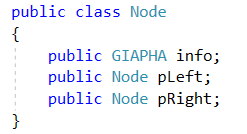 public class Node
{
public GIAPHA info;
public Node pLeft;
public Node pRight;
}